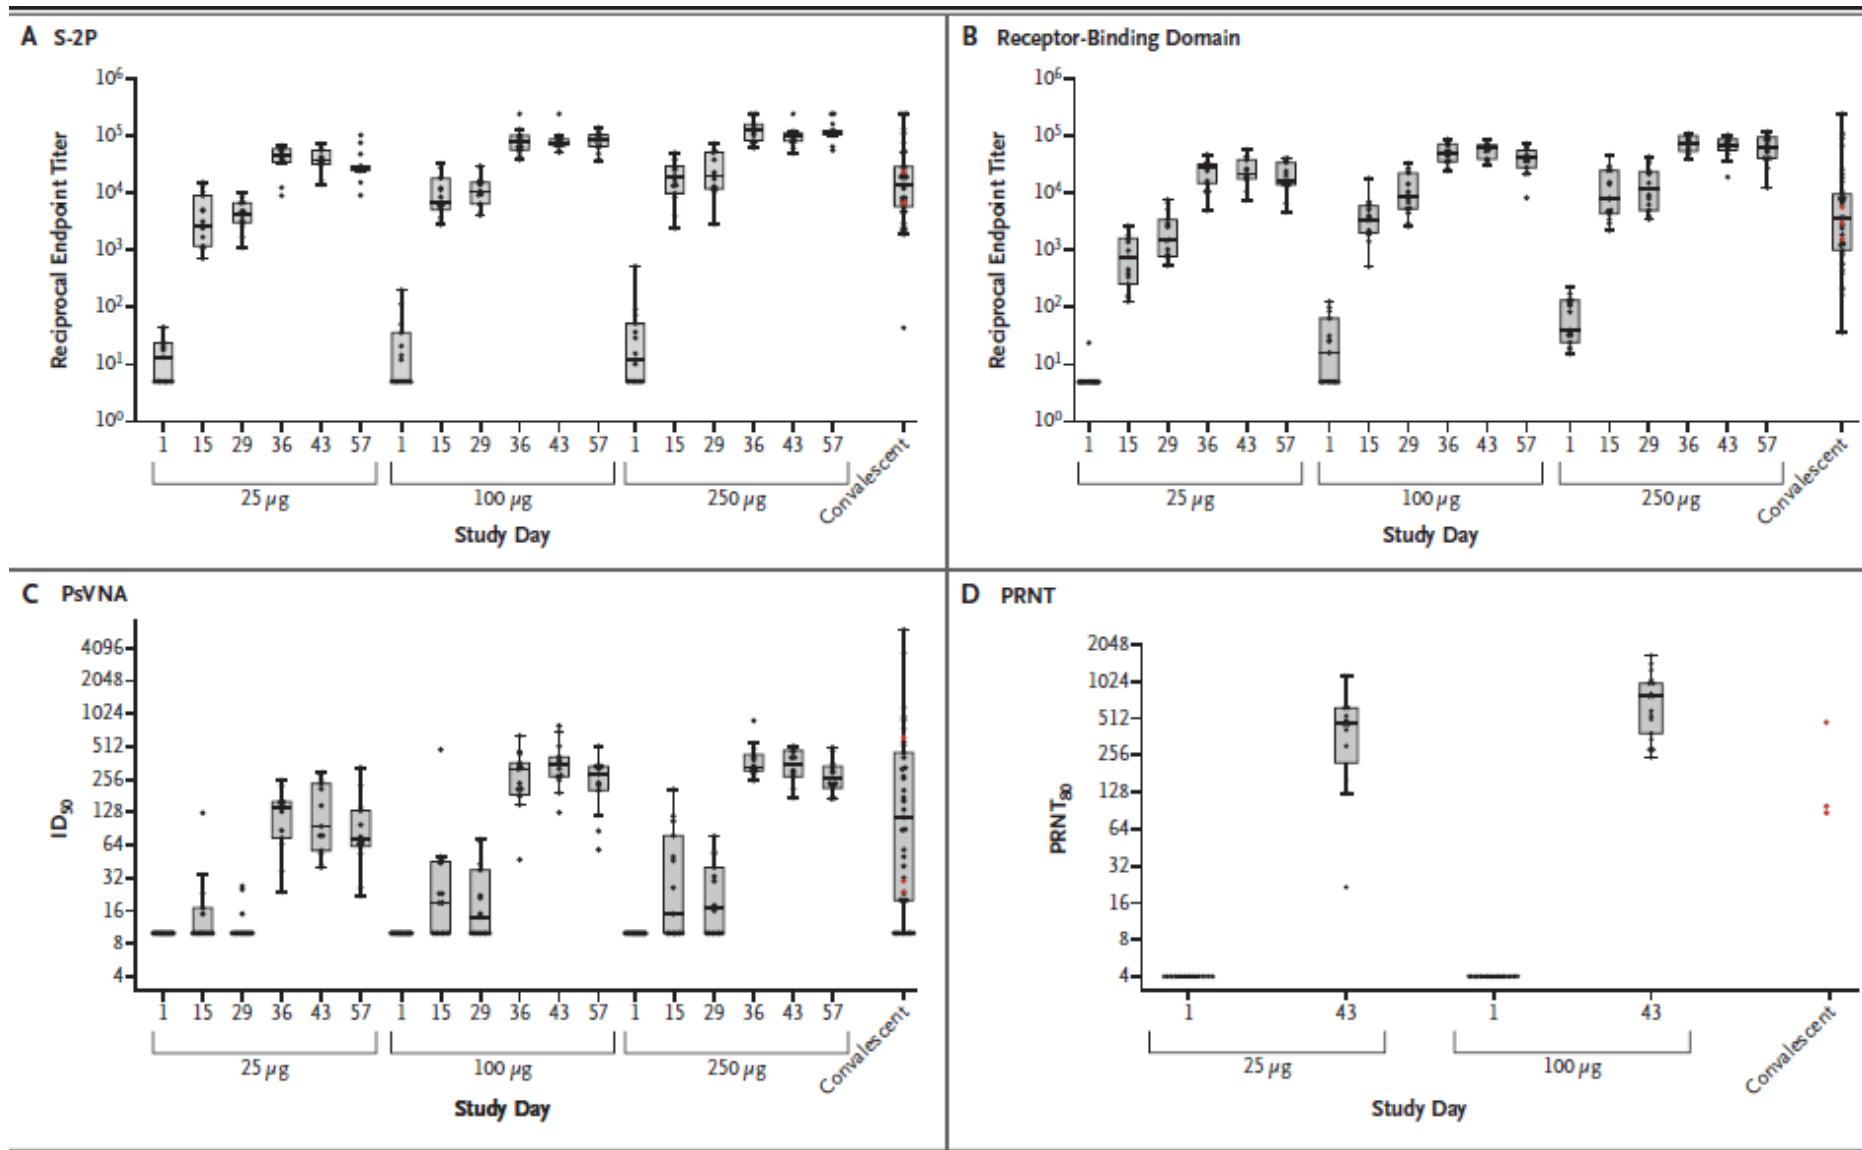 A S-2P
Reciprocal Endpoint Titer
10⁶
10⁵
10⁴
10³
10²
10¹
10⁰
1 15 29 36 43 57 1 15 29 36 43 57 1 15 29 36 43 57 Convalescent
25 µg 100 µg 250 µg
Study Day
B Receptor-Binding Domain
Reciprocal Endpoint Titer
10⁶
10⁵
10⁴
10³
10²
10¹
10⁰
1 15 29 36 43 57 1 15 29 36 43 57 1 15 29 36 43 57 Convalescent
25 µg 100 µg 250 µg
Study Day
C PsVNA
ID₅₀
4096
2048
1024
512
256
128
64
32
16
8
4
1 15 29 36 43 57 1 15 29 36 43 57 1 15 29 36 43 57 Convalescent
25 µg 100 µg 250 µg
Study Day
D PRNT
PRNT₈₀
2048
1024
512
256
128
64
32
16
8
4
1 43 1 43 Convalescent
25 µg 100 µg
Study Day